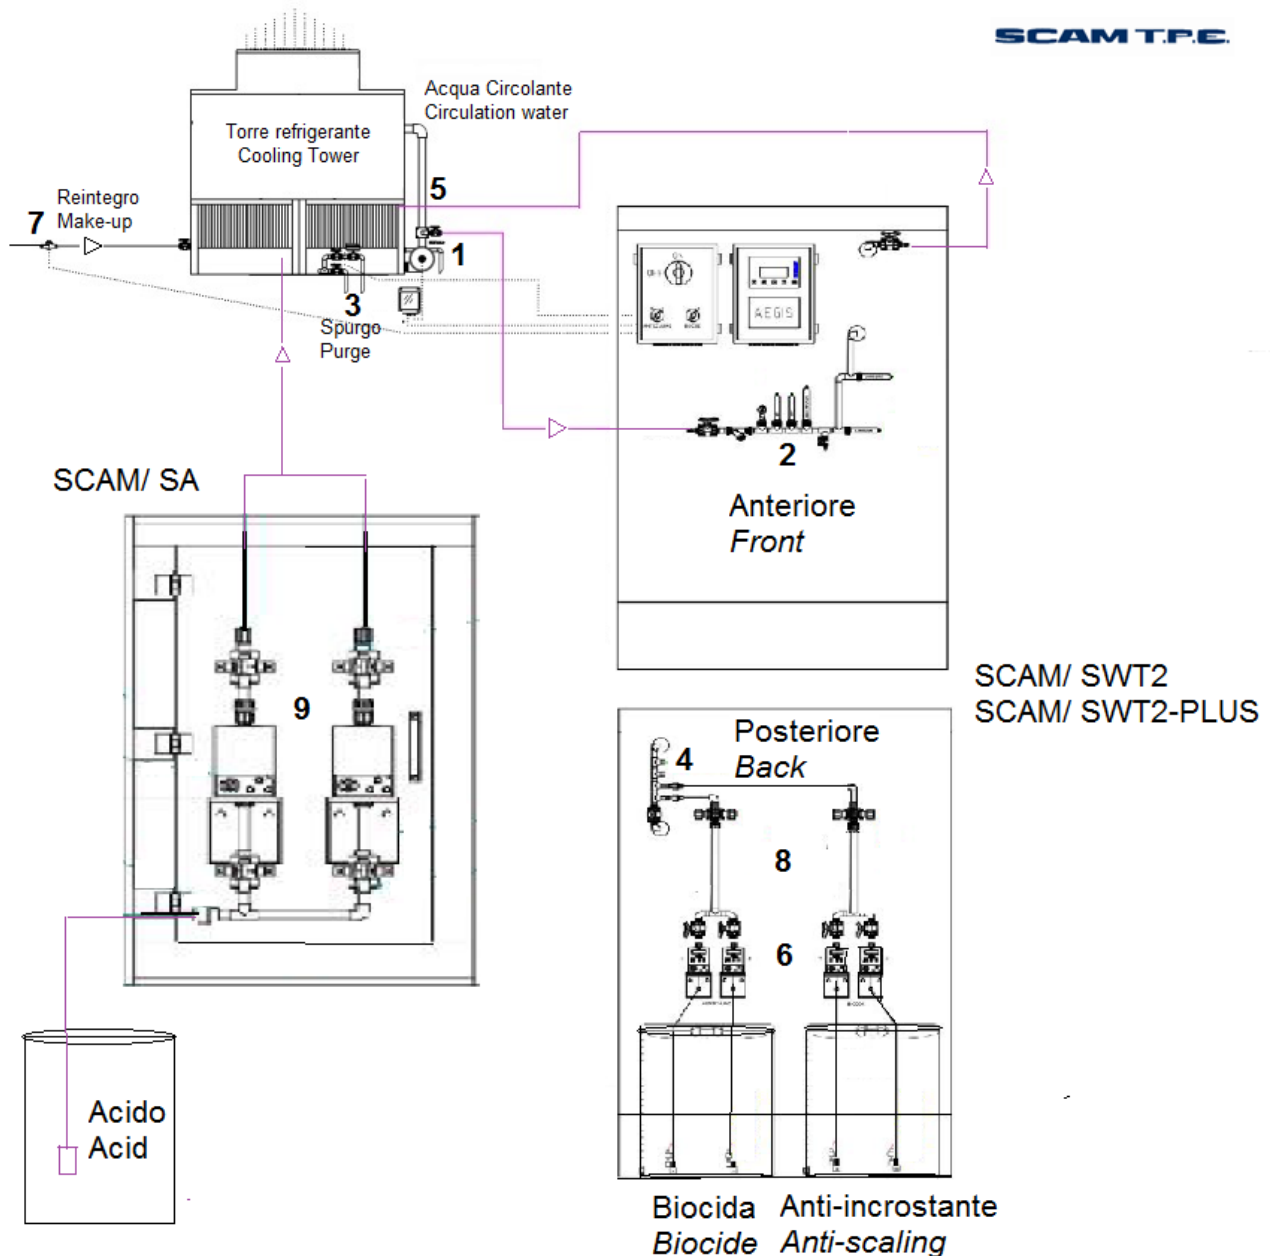 SCAM T.P.E.
Acqua Circolante
Circulation water
Torre refrigerante
Cooling Tower
5
Reintegro
Make-up
7
1
3
Spurgo
Purge
AEGIS
2
Anteriore
Front
SCAM/ SA
SCAM/ SWT2
SCAM/ SWT2-PLUS
9
Posteriore
Back
4
8
6
Acido
Acid
Biocida
Biocide
Anti-incrostante
Anti-scaling